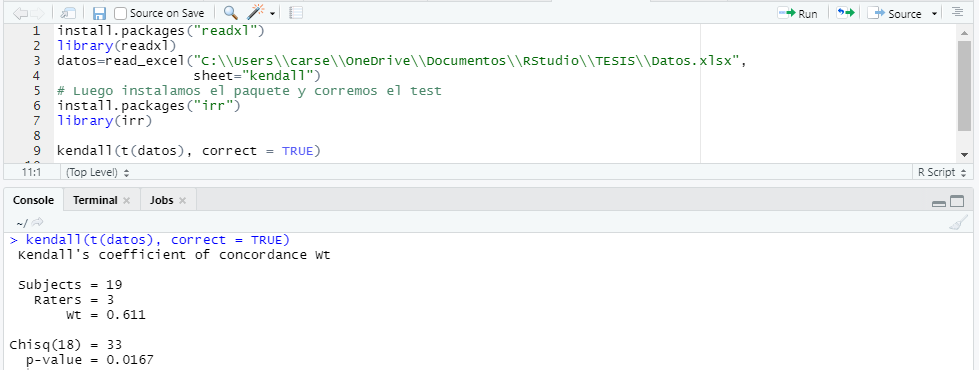 Source on Save
Run
Source
1 install.packages("readxl")
2 library(readxl)
3 datos=read_excel("C:\\Users\\carse\\OneDrive\\Documentos\\RStudio\\TESIS\\Datos.xlsx",
4 sheet="kendall")
5 # Luego instalamos el paquete y corremos el test
6 install.packages("irr")
7 library(irr)
8
9 kendall(t(datos), correct = TRUE)
11:1 (Top Level) R Script
Console Terminal Jobs
~/
> kendall(t(datos), correct = TRUE)
Kendall's coefficient of concordance Wt
Subjects = 19
Raters = 3
Wt = 0.611
Chisq(18) = 33
p-value = 0.0167